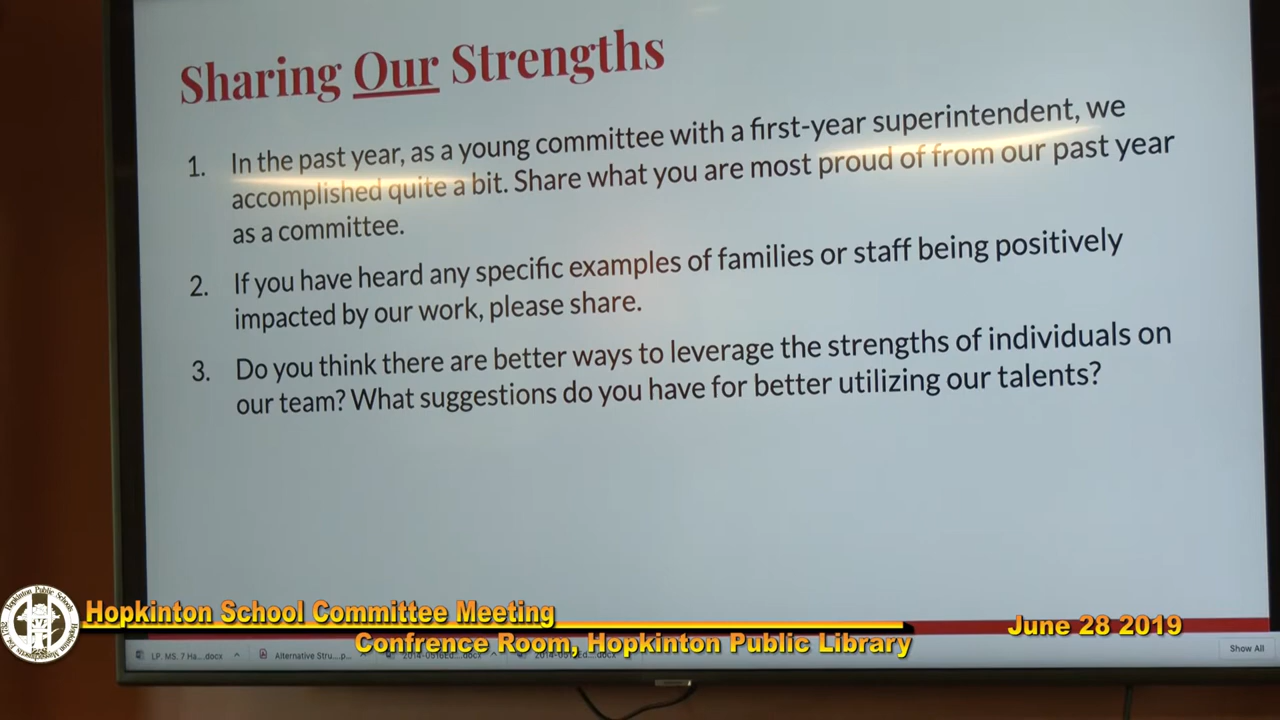 Sharing Our Strengths
1. In the past year, as a young committee with a first-year superintendent, we
accomplished quite a bit. Share what you are most proud of from our past year
as a committee.
2. If you have heard any specific examples of families or staff being positively
impacted by our work, please share.
3. Do you think there are better ways to leverage the strengths of individuals on
our team? What suggestions do you have for better utilizing our talents?
Hopkinton Public Schools
Hopkinton School Committee Meeting
June 28 2019
Confrence Room, Hopkinton Public Library
LP. MS. 7 Ha...docx
Alternative Stru....p...
Show All